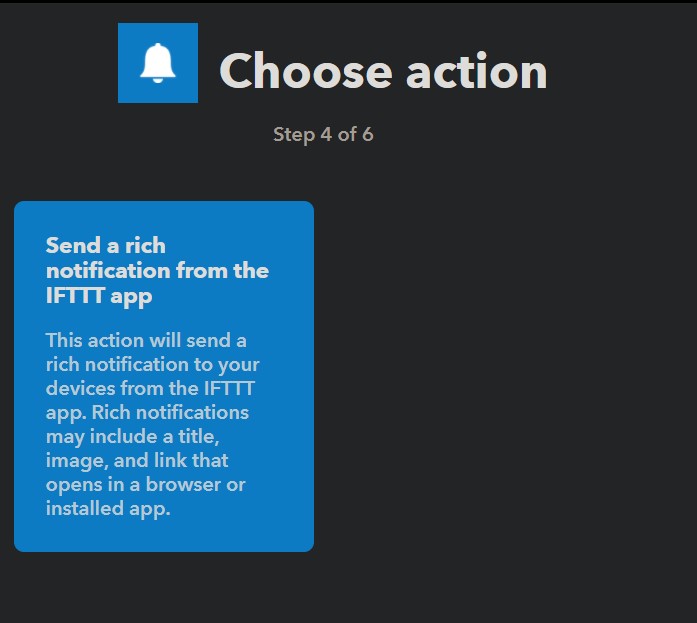 Choose action
Step 4 of 6
Send a rich
notification from the
IFTTT app
This action will send a
rich notification to your
devices from the IFTTT
app. Rich notifications
may include a title,
image, and link that
opens in a browser or
installed app.